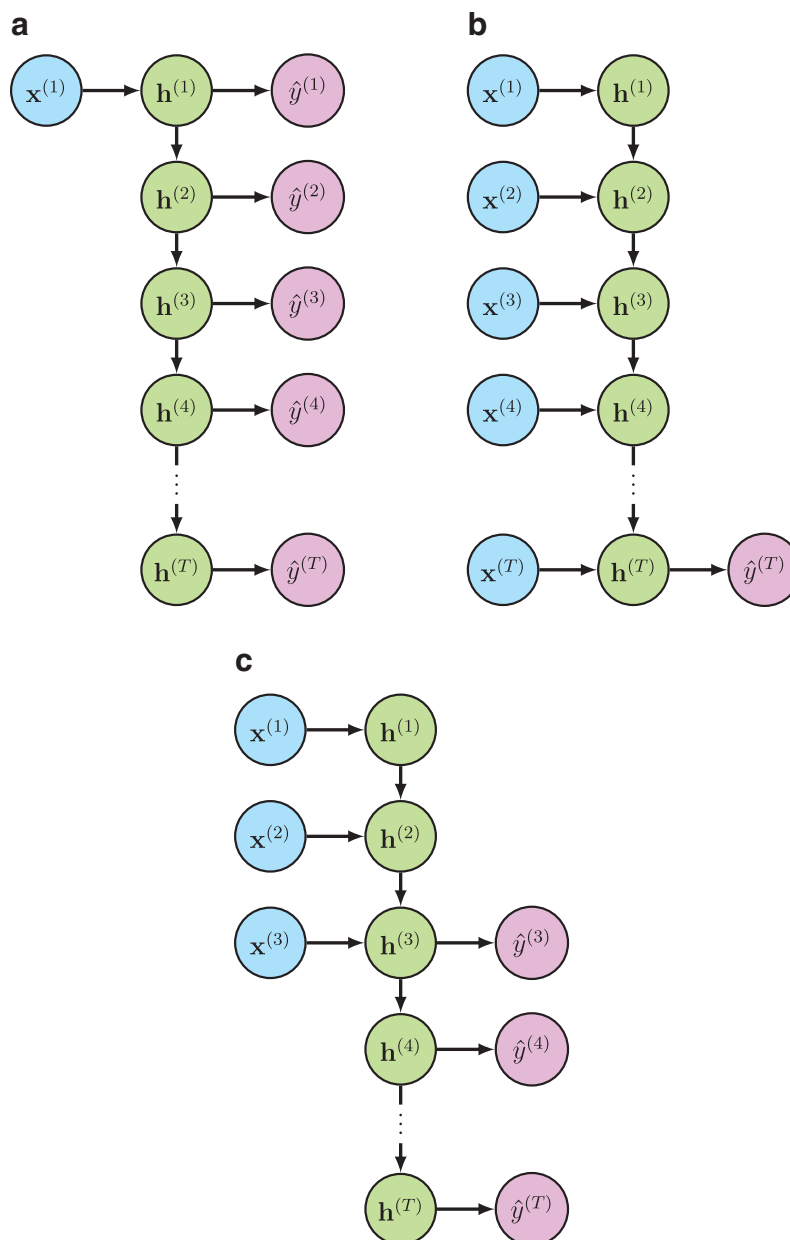 a
x^(1) h^(1) ŷ^(1)
h^(2) ŷ^(2)
h^(3) ŷ^(3)
h^(4) ŷ^(4)
⋮
h^(T) ŷ^(T)
b
x^(1) h^(1)
x^(2) h^(2)
x^(3) h^(3)
x^(4) h^(4)
⋮
x^(T) h^(T) ŷ^(T)
c
x^(1) h^(1)
x^(2) h^(2)
x^(3) h^(3) ŷ^(3)
h^(4) ŷ^(4)
⋮
h^(T) ŷ^(T)